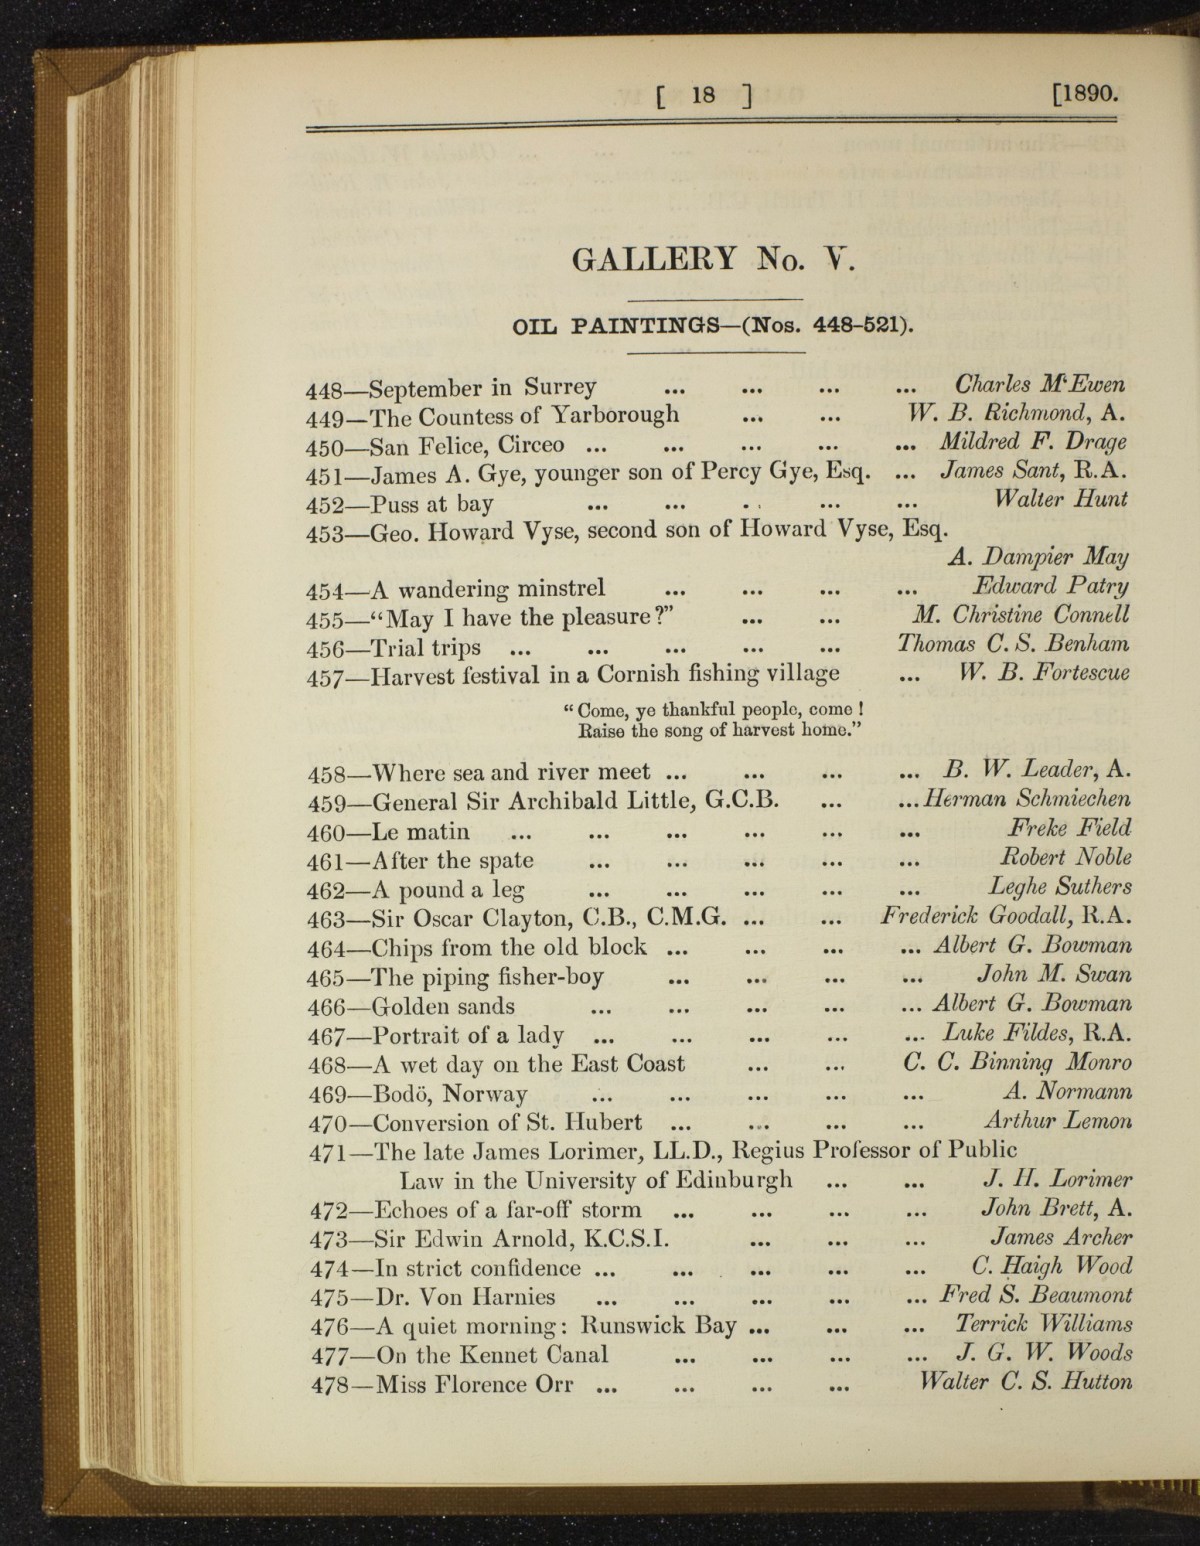 [ 18 ] [1890.
GALLERY No. V.
OIL PAINTINGS—(Nos. 448-521).
448—September in Surrey ... ... ... ... Charles M‘Ewen
449—The Countess of Yarborough ... ... W. B. Richmond, A.
450—San Felice, Circeo ... ... ... ... ... Mildred F. Drage
451—James A. Gye, younger son of Percy Gye, Esq. ... James Sant, R.A.
452—Puss at bay ... ... ... ... ... Walter Hunt
453—Geo. Howard Vyse, second son of Howard Vyse, Esq.
A. Dampier May
454—A wandering minstrel ... ... ... ... Edward Patry
455—“May I have the pleasure?” ... ... M. Christine Connell
456—Trial trips ... ... ... ... ... Thomas C. S. Benham
457—Harvest festival in a Cornish fishing village ... W. B. Fortescue
“Come, ye thankful people, come!
Raise the song of harvest home.”
458—Where sea and river meet ... ... ... ... B. W. Leader, A.
459—General Sir Archibald Little, G.C.B. ... ... Herman Schmiechen
460—Le matin ... ... ... ... ... ... Freke Field
461—After the spate ... ... ... ... ... Robert Noble
462—A pound a leg ... ... ... ... ... Leghe Suthers
463—Sir Oscar Clayton, C.B., C.M.G. ... ... Frederick Goodall, R.A.
464—Chips from the old block ... ... ... ... Albert G. Bowman
465—The piping fisher-boy ... ... ... ... John M. Swan
466—Golden sands ... ... ... ... ... Albert G. Bowman
467—Portrait of a lady ... ... ... ... ... Luke Fildes, R.A.
468—A wet day on the East Coast ... ... C. C. Binning Monro
469—Bodö, Norway ... ... ... ... ... A. Normann
470—Conversion of St. Hubert ... ... ... ... Arthur Lemon
471—The late James Lorimer, LL.D., Regius Professor of Public
Law in the University of Edinburgh ... ... J. H. Lorimer
472—Echoes of a far-off storm ... ... ... ... John Brett, A.
473—Sir Edwin Arnold, K.C.S.I. ... ... ... James Archer
474—In strict confidence ... ... ... ... ... C. Haigh Wood
475—Dr. Von Harnies ... ... ... ... ... Fred S. Beaumont
476—A quiet morning: Runswick Bay ... ... ... Terrick Williams
477—On the Kennet Canal ... ... ... ... J. G. W. Woods
478—Miss Florence Orr ... ... ... ... Walter C. S. Hutton